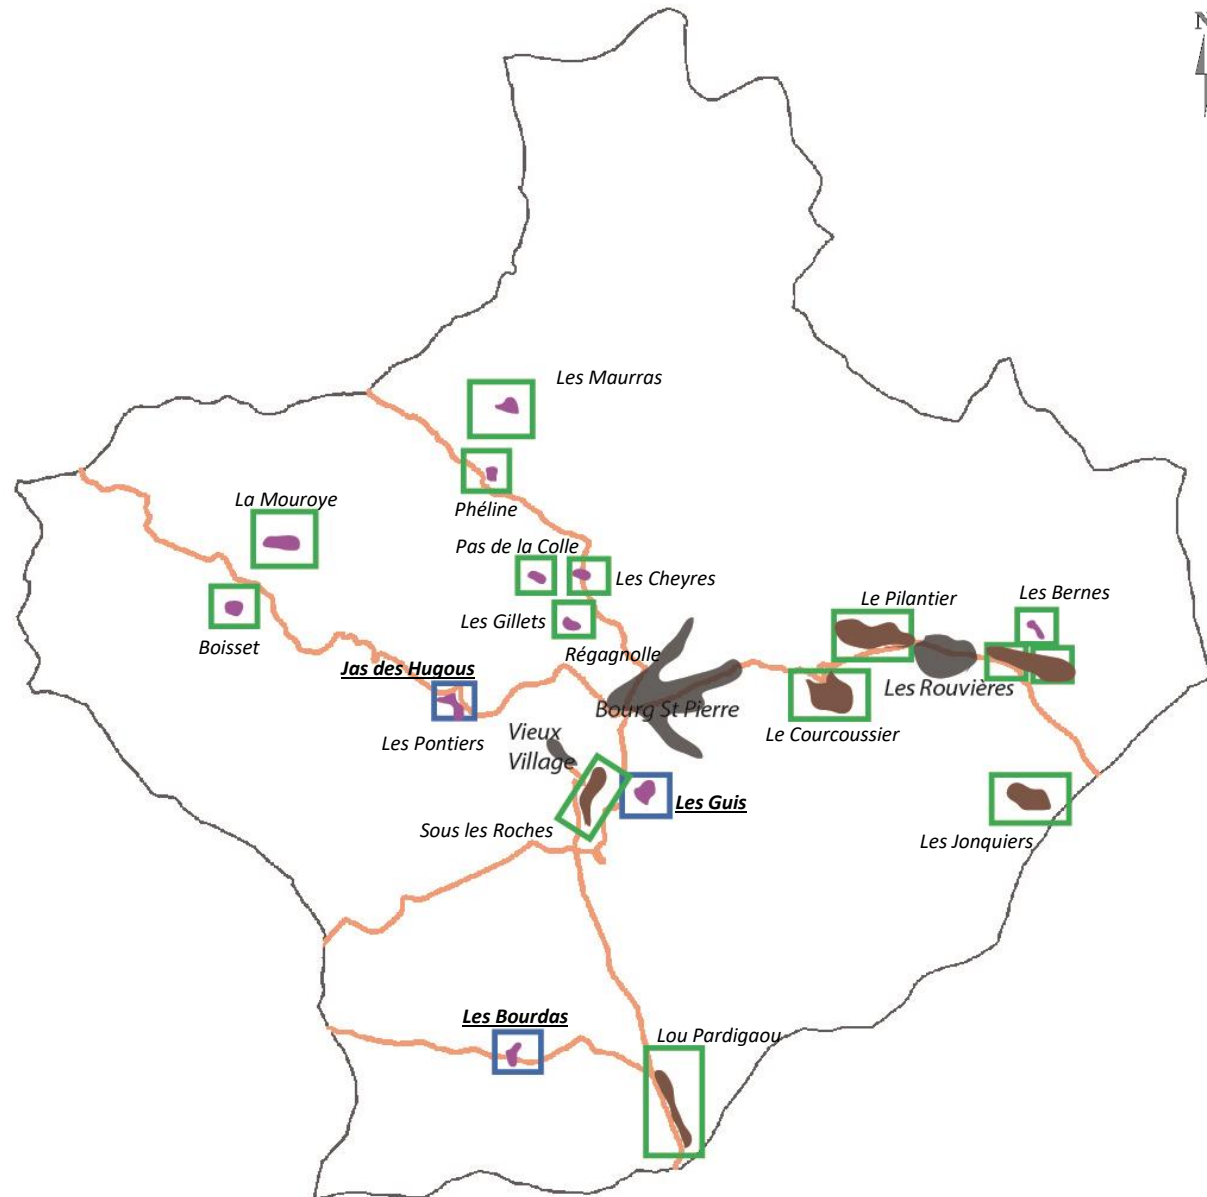 N
Les Maurras
La Mouroye
Phéline
Pas de la Colle
Les Cheyres
Le Pilantier
Les Bernes
Les Gillets
Boisset
Régagnolle
Jas des Hugous
Les Rouvières
Bourg St Pierre
Les Pontiers
Vieux
Village
Le Courcoussier
Les Guis
Sous les Roches
Les Jonquiers
Les Bourdas
Lou Pardigaou